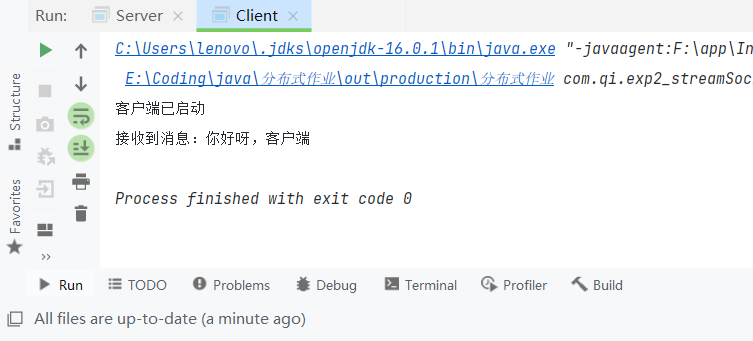 Run: Server × Client ×
C:\Users\lenovo\.jdks\openjdk-16.0.1\bin\java.exe "-javaagent:F:\app\In
E:\Coding\java\分布式作业\out\production\分布式作业 com.qi.exp2_streamSoc
客户端已启动
接收到消息：你好呀，客户端
Process finished with exit code 0
Structure
Favorites
Run TODO Problems Debug Terminal Profiler Build
All files are up-to-date (a minute ago)